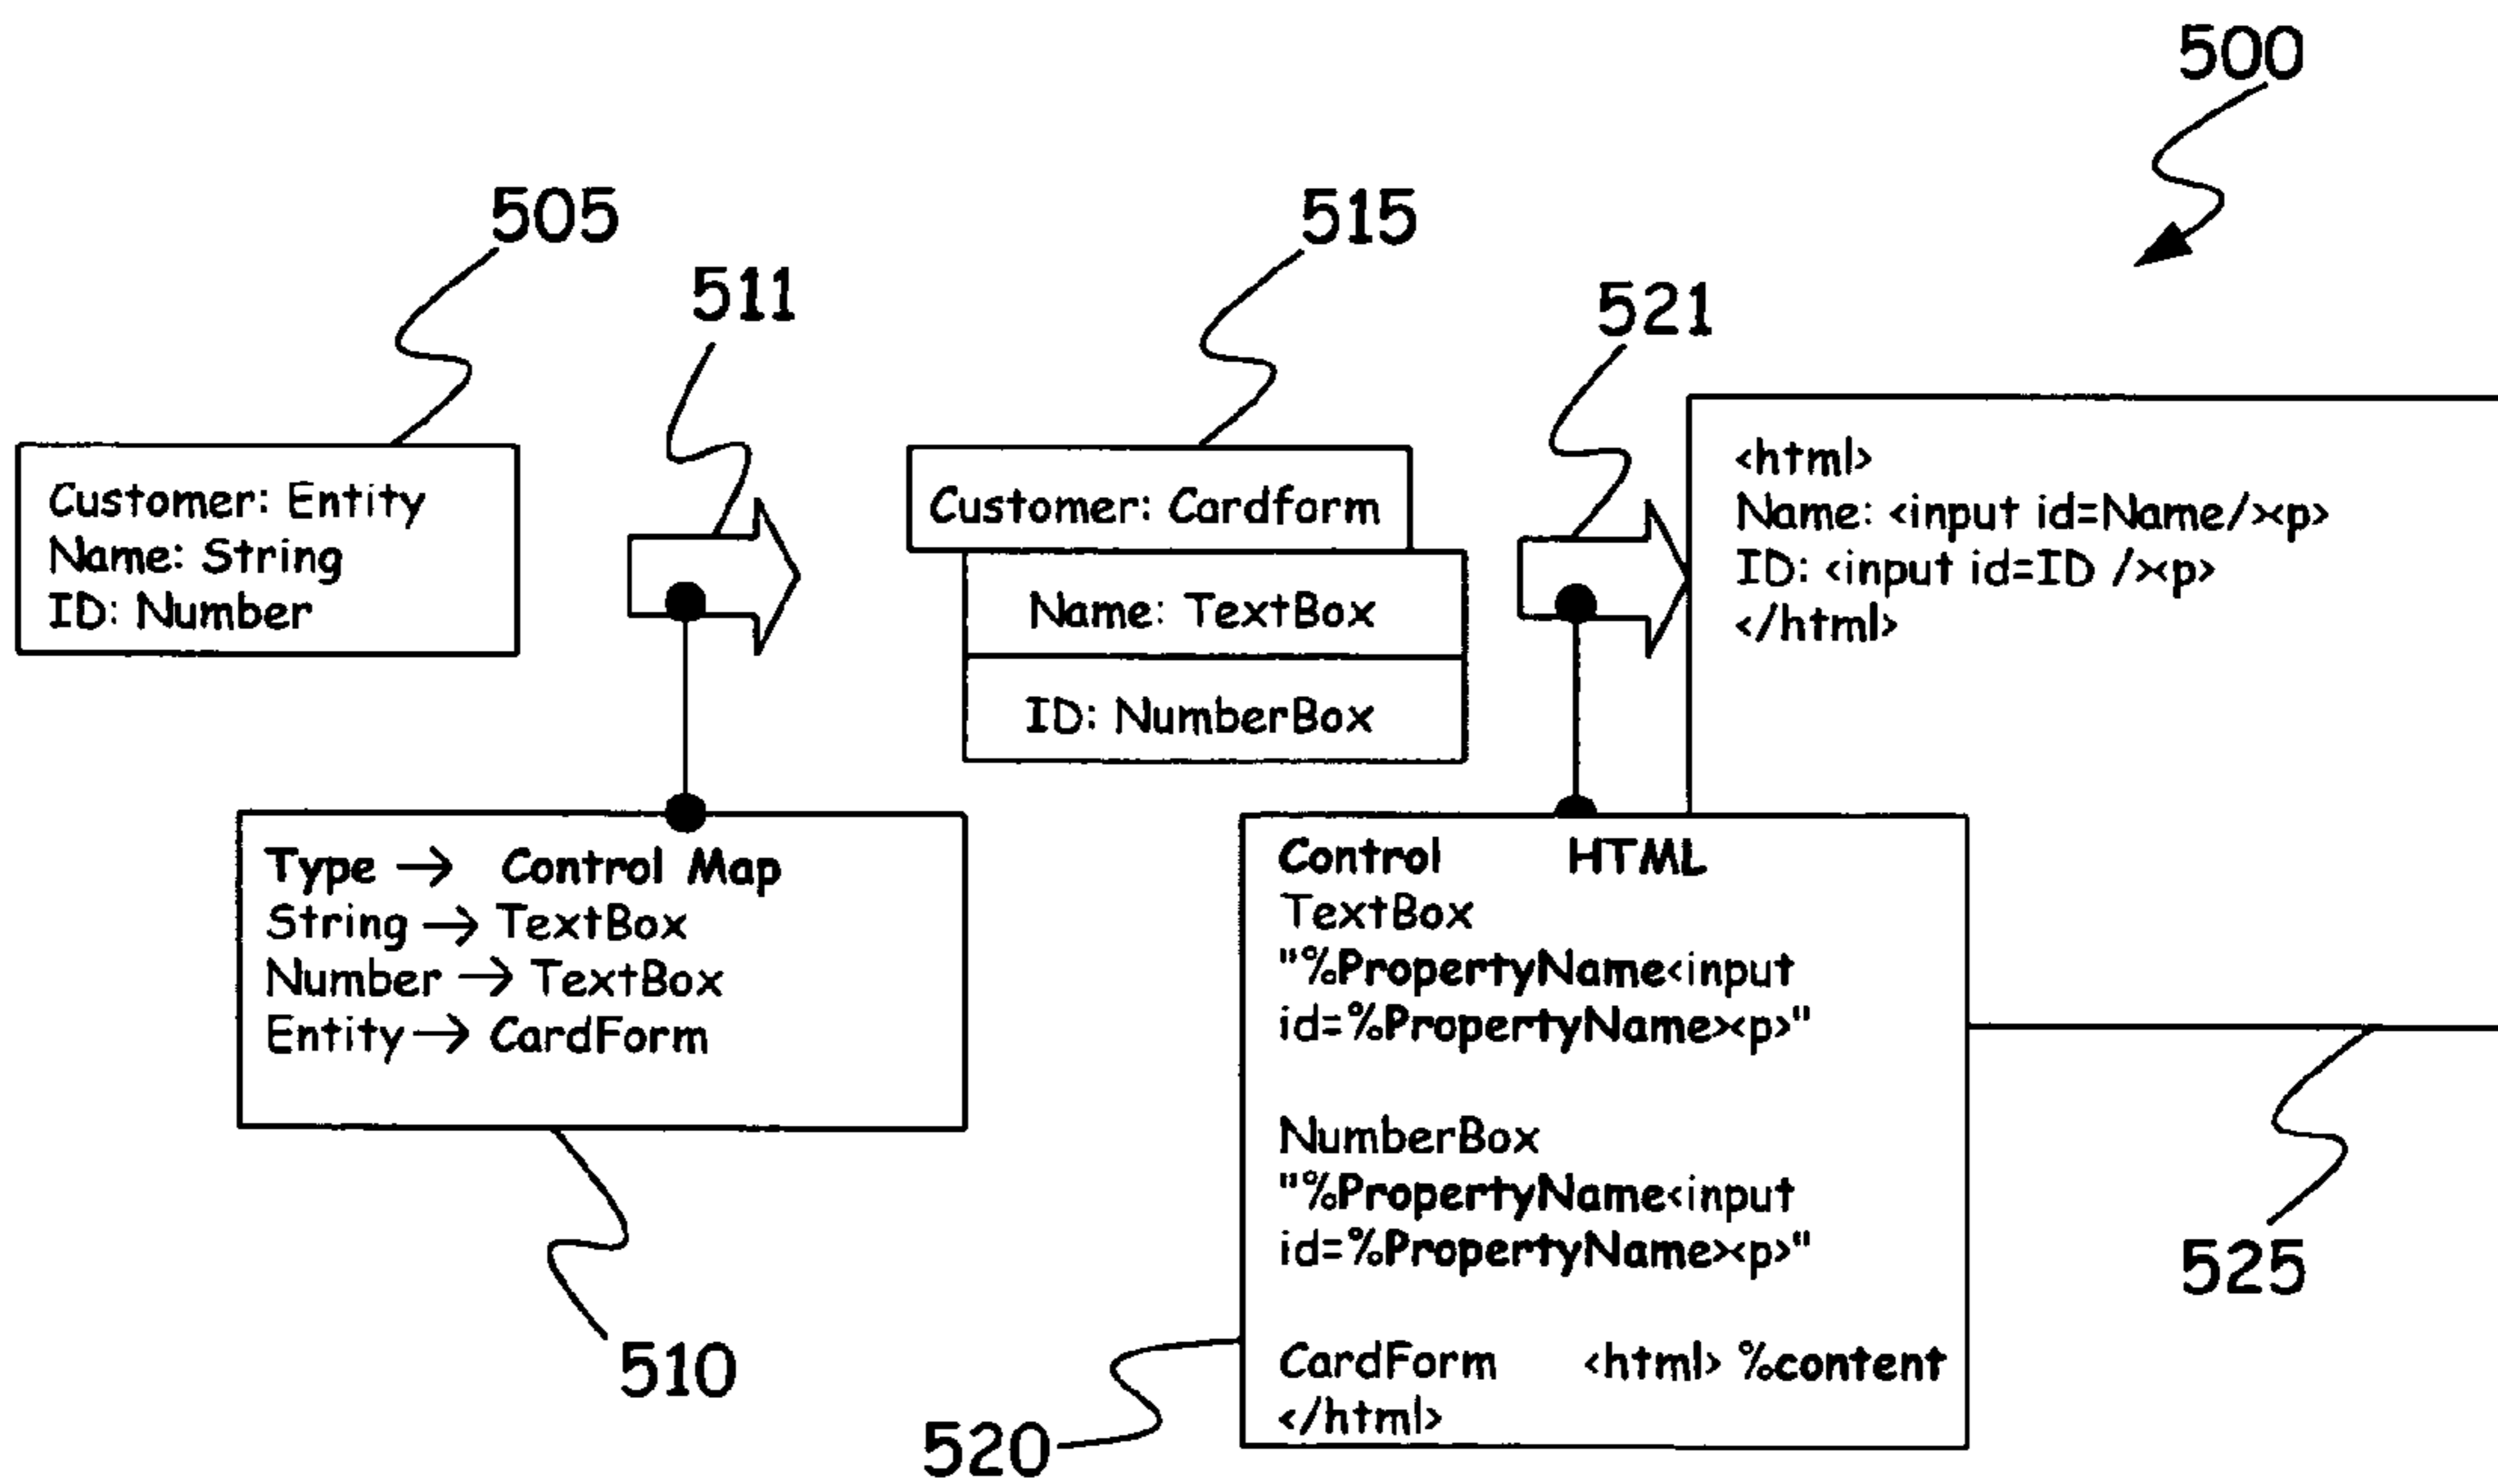 500
505
511
515
521
Customer: Entity
Name: String
ID: Number
Customer: Cardform
Name: TextBox
ID: NumberBox
<html>
Name: <input id=Name/><p>
ID: <input id=ID /><p>
</html>
Type → Control Map
String → TextBox
Number → TextBox
Entity → CardForm
510
Control HTML
TextBox
"%PropertyName<input
id=%PropertyName><p>"
NumberBox
"%PropertyName<input
id=%PropertyName><p>"
CardForm <html> %content
</html>
520
525